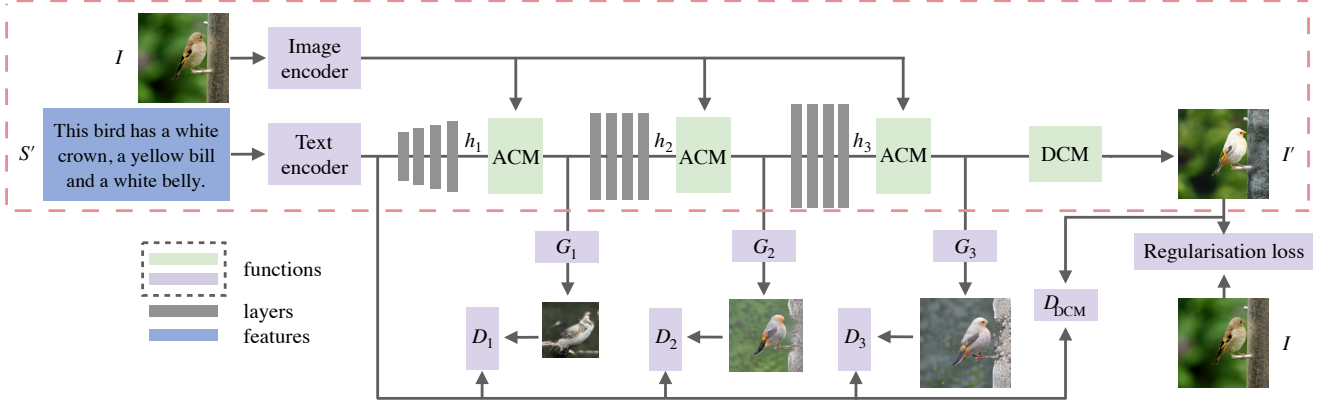 I
Image
encoder
S′
This bird has a white
crown, a yellow bill
and a white belly.
Text
encoder
h₁
ACM
h₂
ACM
h₃
ACM
DCM
I′
G₁
G₂
G₃
Regularisation loss
functions
layers
features
D₁
D₂
D₃
D_DCM
I